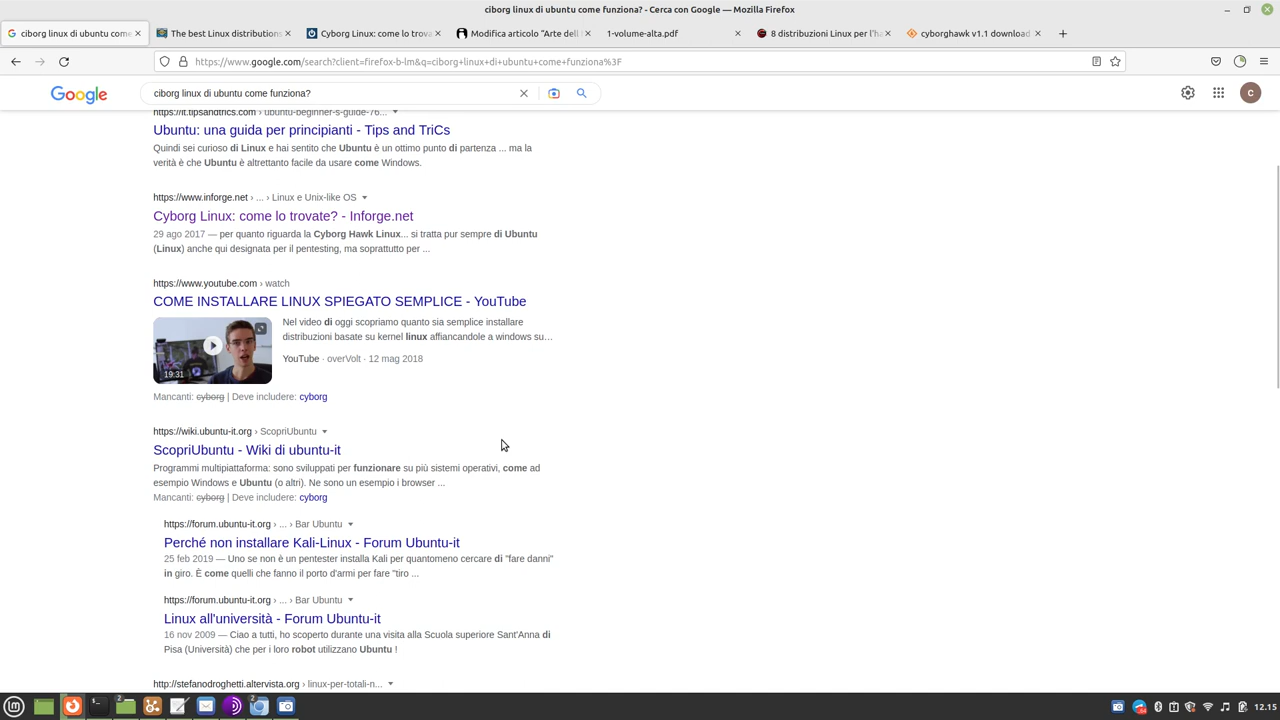 ciborg linux di ubuntu come funziona? - Cerca con Google — Mozilla Firefox
ciborg linux di ubuntu come
The best Linux distributions
Cyborg Linux: come lo trova
Modifica articolo "Arte dell
1-volume-alta.pdf
8 distribuzioni Linux per l'ha
cyborghawk v1.1 download
https://www.google.com/search?client=firefox-b-lm&q=ciborg+linux+di+ubuntu+come+funziona%3F
Google
ciborg linux di ubuntu come funziona?
C
https://it.tipsandtrics.com › ubuntu-beginner-s-guide-76...
Ubuntu: una guida per principianti - Tips and TriCs
Quindi sei curioso di Linux e hai sentito che Ubuntu è un ottimo punto di partenza ... ma la
verità è che Ubuntu è altrettanto facile da usare come Windows.
https://www.inforge.net › ... › Linux e Unix-like OS
Cyborg Linux: come lo trovate? - Inforge.net
29 ago 2017 — per quanto riguarda la Cyborg Hawk Linux... si tratta pur sempre di Ubuntu
(Linux) anche qui designata per il pentesting, ma soprattutto per ...
https://www.youtube.com › watch
COME INSTALLARE LINUX SPIEGATO SEMPLICE - YouTube
Nel video di oggi scopriamo quanto sia semplice installare
distribuzioni basate su kernel linux affiancandole a windows su...
YouTube · overVolt · 12 mag 2018
19:31
Mancanti: cyborg | Deve includere: cyborg
https://wiki.ubuntu-it.org › ScopriUbuntu
ScopriUbuntu - Wiki di ubuntu-it
Programmi multipiattaforma: sono sviluppati per funzionare su più sistemi operativi, come ad
esempio Windows e Ubuntu (o altri). Ne sono un esempio i browser ...
Mancanti: cyborg | Deve includere: cyborg
https://forum.ubuntu-it.org › ... › Bar Ubuntu
Perché non installare Kali-Linux - Forum Ubuntu-it
25 feb 2019 — Uno se non è un pentester installa Kali per quantomeno cercare di "fare danni"
in giro. È come quelli che fanno il porto d'armi per fare "tiro ...
https://forum.ubuntu-it.org › ... › Bar Ubuntu
Linux all'università - Forum Ubuntu-it
16 nov 2009 — Ciao a tutti, ho scoperto durante una visita alla Scuola superiore Sant'Anna di
Pisa (Università) che per i loro robot utilizzano Ubuntu !
http://stefanodroghetti.altervista.org › linux-per-totali-n...
2
2
12.15